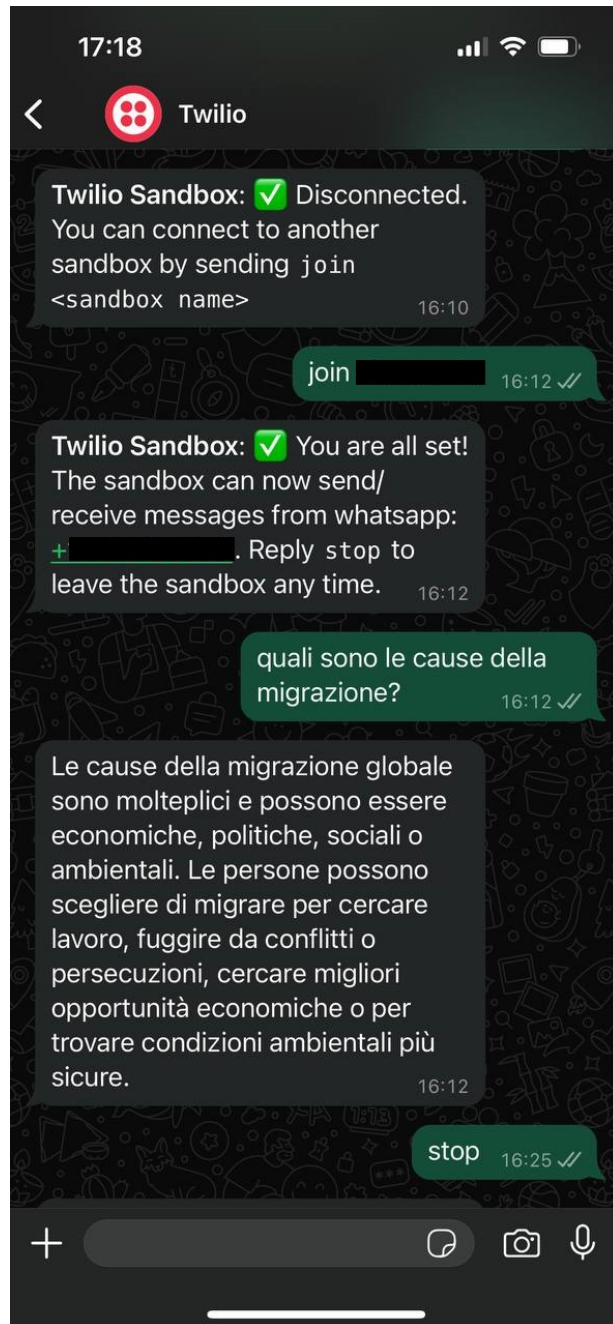 17:18
Twilio
Twilio Sandbox: ✅ Disconnected.
You can connect to another
sandbox by sending join
<sandbox name>
16:10
join
16:12
Twilio Sandbox: ✅ You are all set!
The sandbox can now send/
receive messages from whatsapp:
+ . Reply stop to
leave the sandbox any time.
16:12
quali sono le cause della
migrazione?
16:12
Le cause della migrazione globale
sono molteplici e possono essere
economiche, politiche, sociali o
ambientali. Le persone possono
scegliere di migrare per cercare
lavoro, fuggire da conflitti o
persecuzioni, cercare migliori
opportunità economiche o per
trovare condizioni ambientali più
sicure.
16:12
stop
16:25